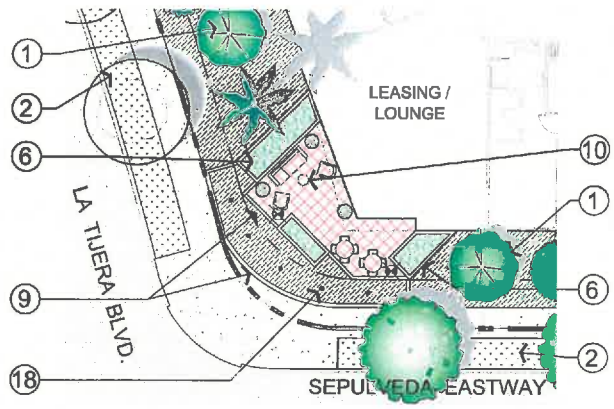 1
2
LEASING /
LOUNGE
6
10
1
LA TIJERA BLVD.
9
6
18
2
SEPULVEDA EASTWAY